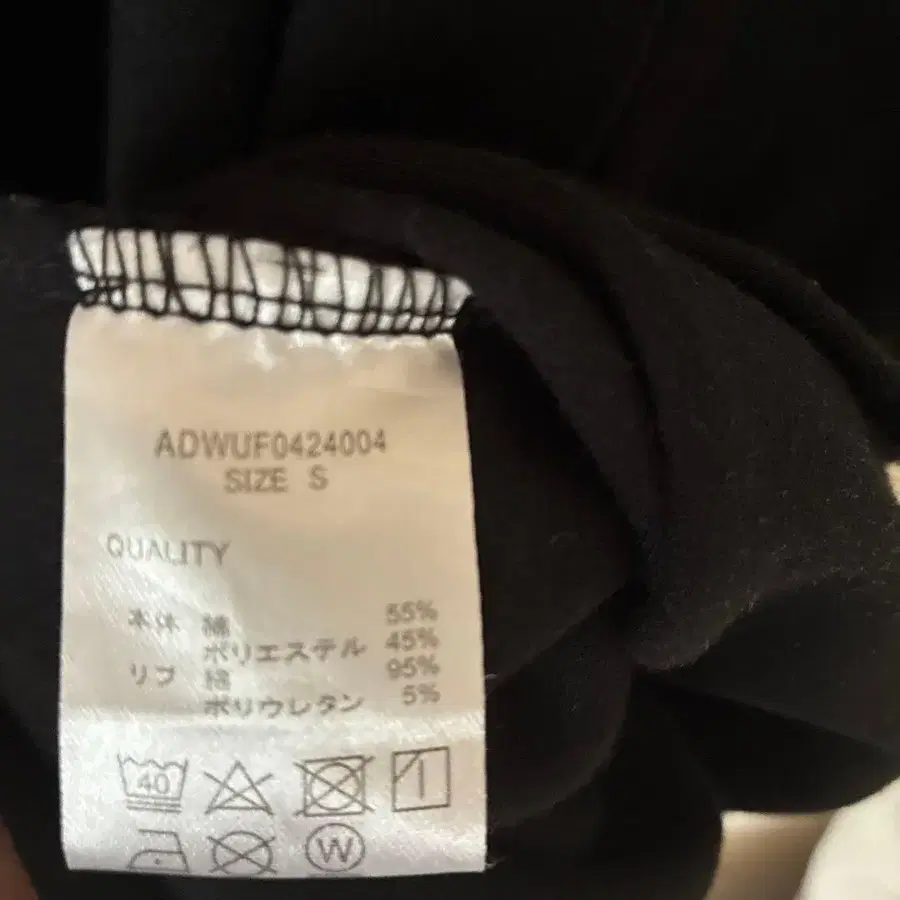 ADWUF0424004
SIZE S
QUALITY
本体 綿 55%
ポリエステル 45%
リブ 綿 95%
ポリウレタン 5%
40
W